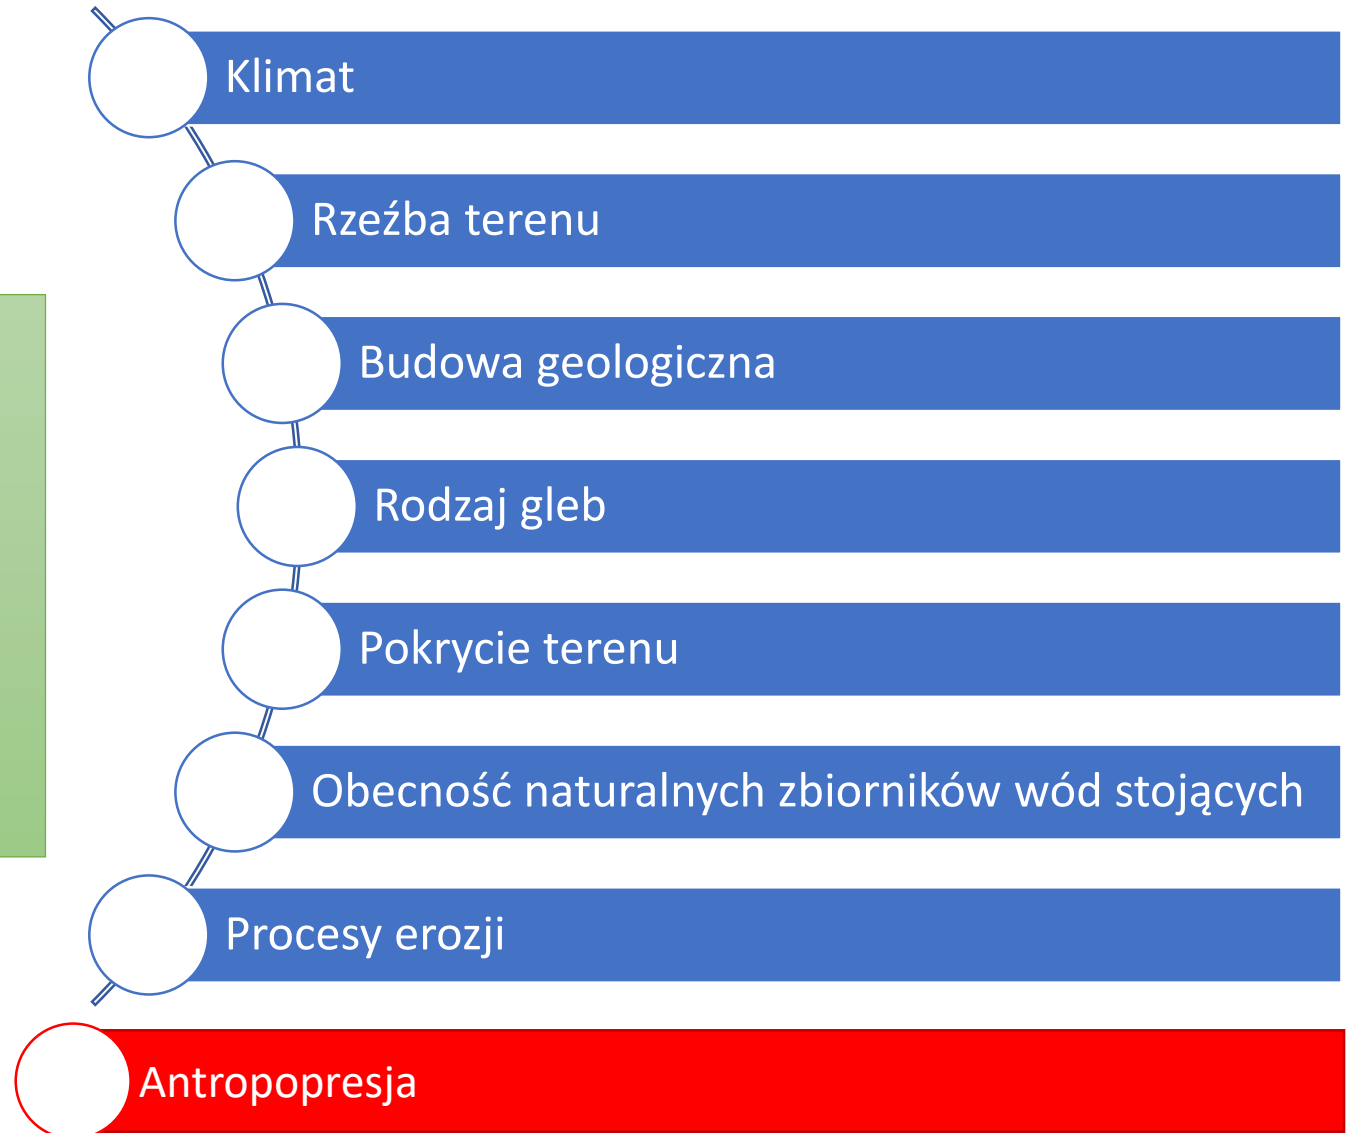 Klimat
Rzeźba terenu
Budowa geologiczna
Rodzaj gleb
Pokrycie terenu
Obecność naturalnych zbiorników wód stojących
Procesy erozji
Antropopresja